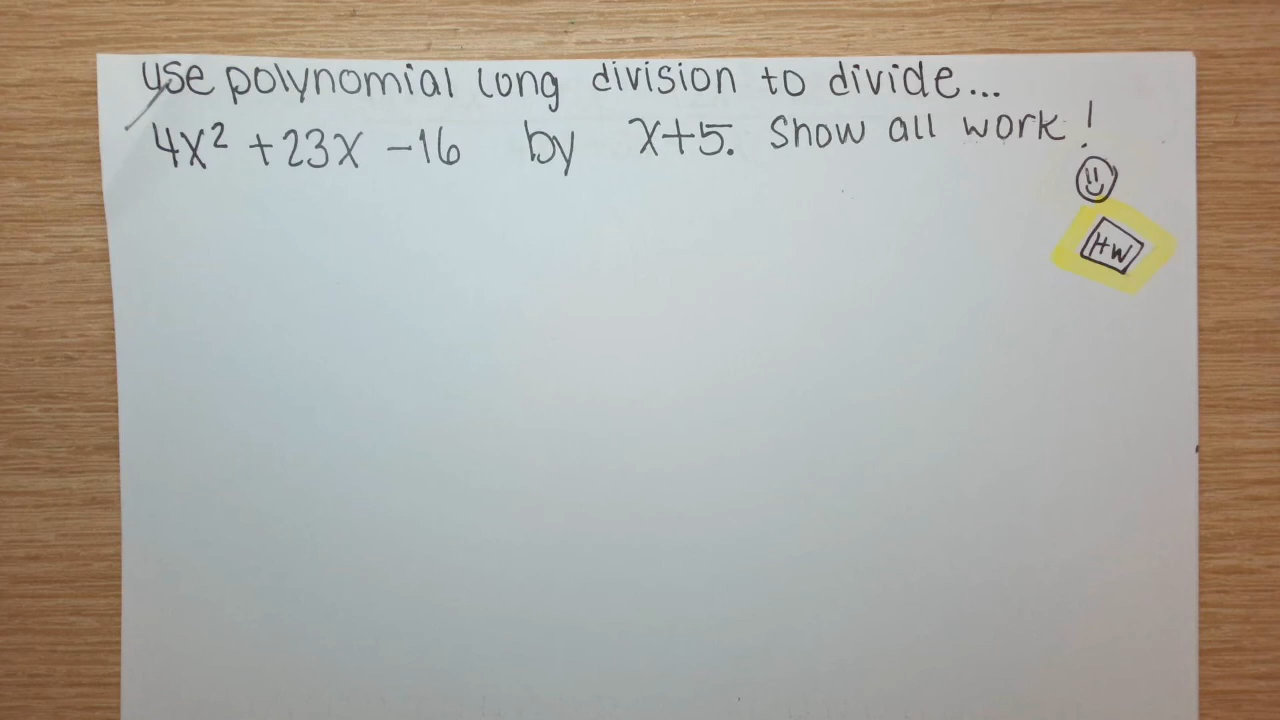 Use polynomial long division to divide...
4x² + 23x - 16 by x+5. Show all work!
HW